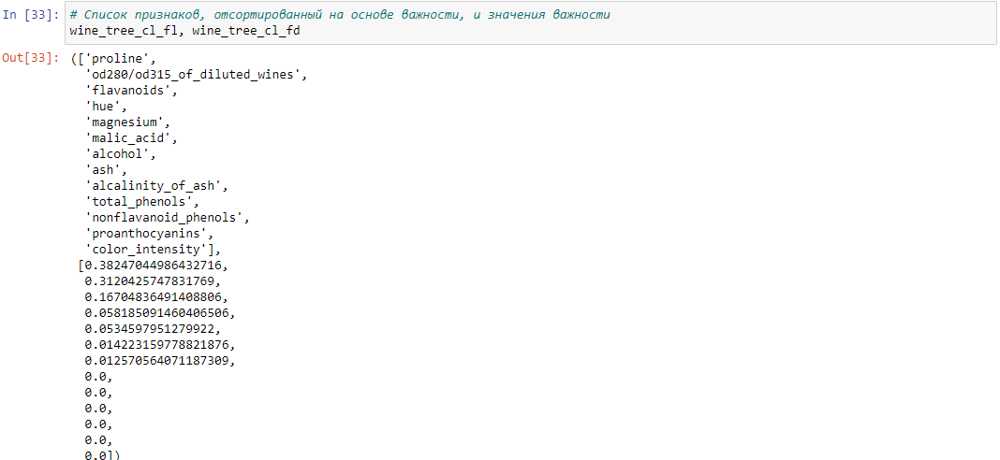 In [33]: # Список признаков, отсортированный на основе важности, и значения важности
wine_tree_cl_fl, wine_tree_cl_fd
Out[33]: (['proline',
'od280/od315_of_diluted_wines',
'flavanoids',
'hue',
'magnesium',
'malic_acid',
'alcohol',
'ash',
'alcalinity_of_ash',
'total_phenols',
'nonflavanoid_phenols',
'proanthocyanins',
'color_intensity'],
[0.38247044986432716,
0.3120425747831769,
0.16704836491408806,
0.058185091460406506,
0.0534597951279922,
0.014223159778821876,
0.012570564071187309,
0.0,
0.0,
0.0,
0.0,
0.0,
0.0])